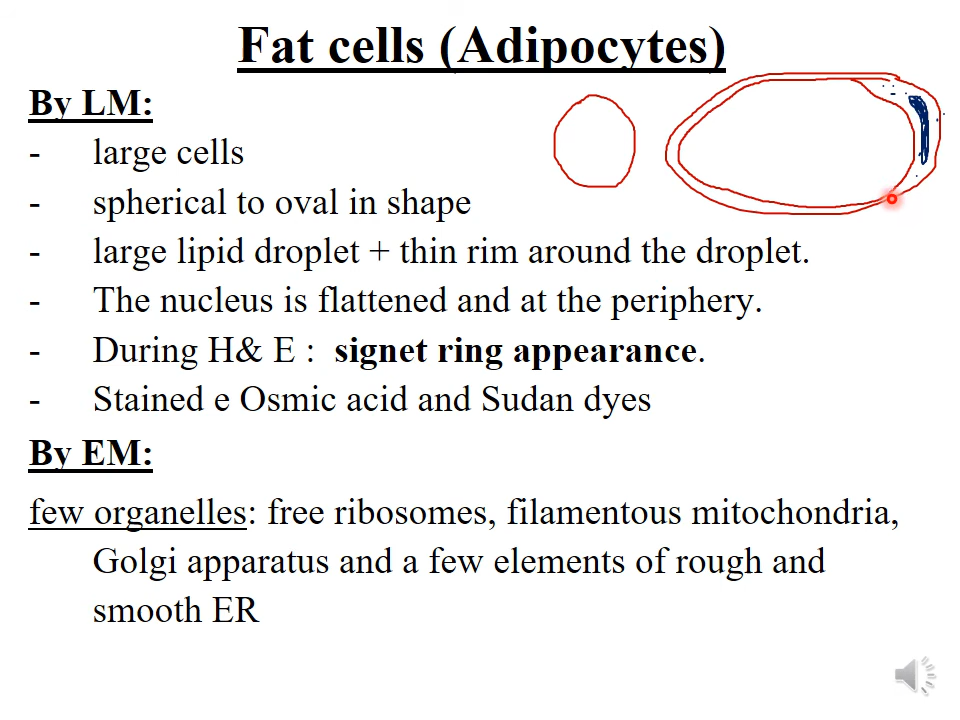 Fat cells (Adipocytes)
By LM:
- large cells
- spherical to oval in shape
- large lipid droplet + thin rim around the droplet.
- The nucleus is flattened and at the periphery.
- During H& E : signet ring appearance.
- Stained e Osmic acid and Sudan dyes
By EM:
few organelles: free ribosomes, filamentous mitochondria,
Golgi apparatus and a few elements of rough and
smooth ER